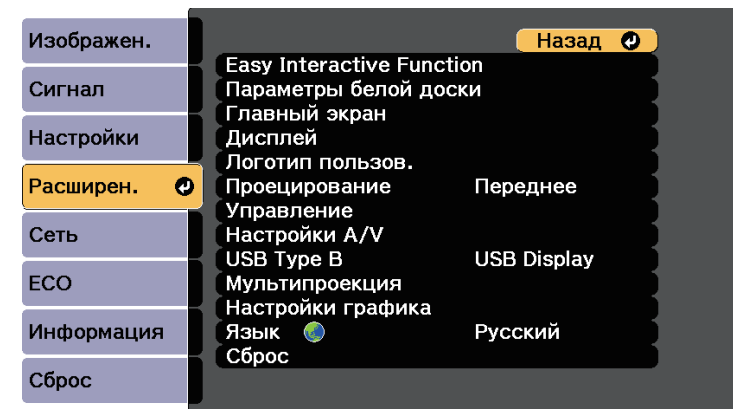 Изображен.
Сигнал
Настройки
Расширен.
Сеть
ECO
Информация
Сброс
Назад
Easy Interactive Function
Параметры белой доски
Главный экран
Дисплей
Логотип пользов.
Проецирование Переднее
Управление
Настройки A/V
USB Type B USB Display
Мультипроекция
Настройки графика
Язык Русский
Сброс